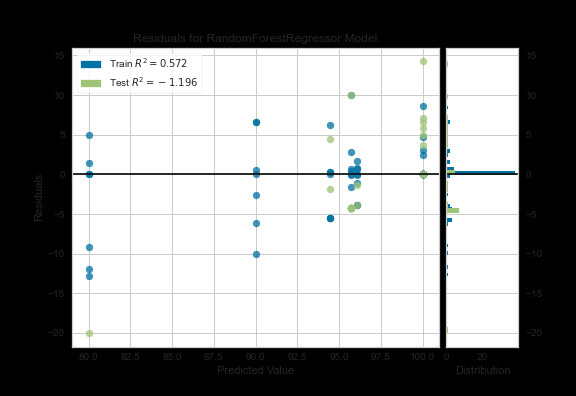 Residuals for RandomForestRegressor Model
Train R² = 0.572
Test R² = −1.196
15
10
5
0
−5
−10
−15
−20
Residuals
80.0 82.5 85.0 87.5 90.0 92.5 95.0 97.5 100.0
Predicted Value
15
10
5
0
−5
−10
−15
−20
0 20
Distribution